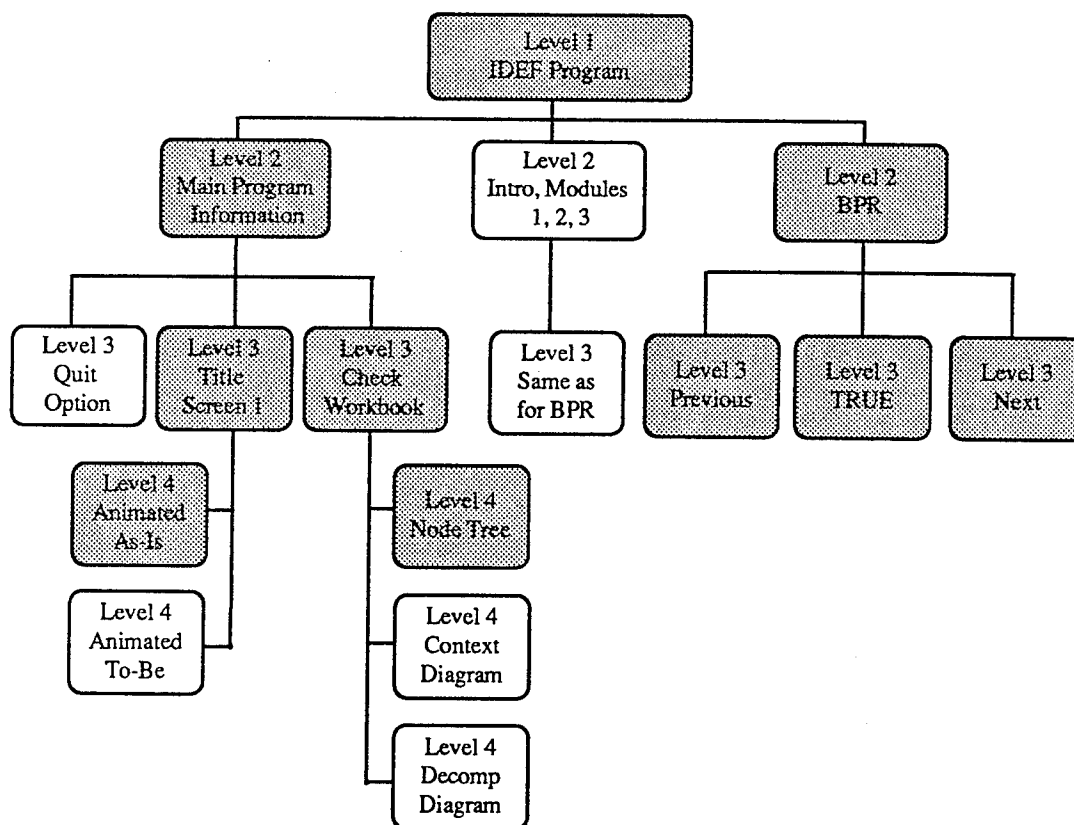 Level 1
IDEF Program
Level 2
Main Program
Information
Level 2
Intro, Modules
1, 2, 3
Level 2
BPR
Level 3
Quit
Option
Level 3
Title
Screen 1
Level 3
Check
Workbook
Level 3
Same as
for BPR
Level 3
Previous
Level 3
TRUE
Level 3
Next
Level 4
Animated
As-Is
Level 4
Node Tree
Level 4
Animated
To-Be
Level 4
Context
Diagram
Level 4
Decomp
Diagram